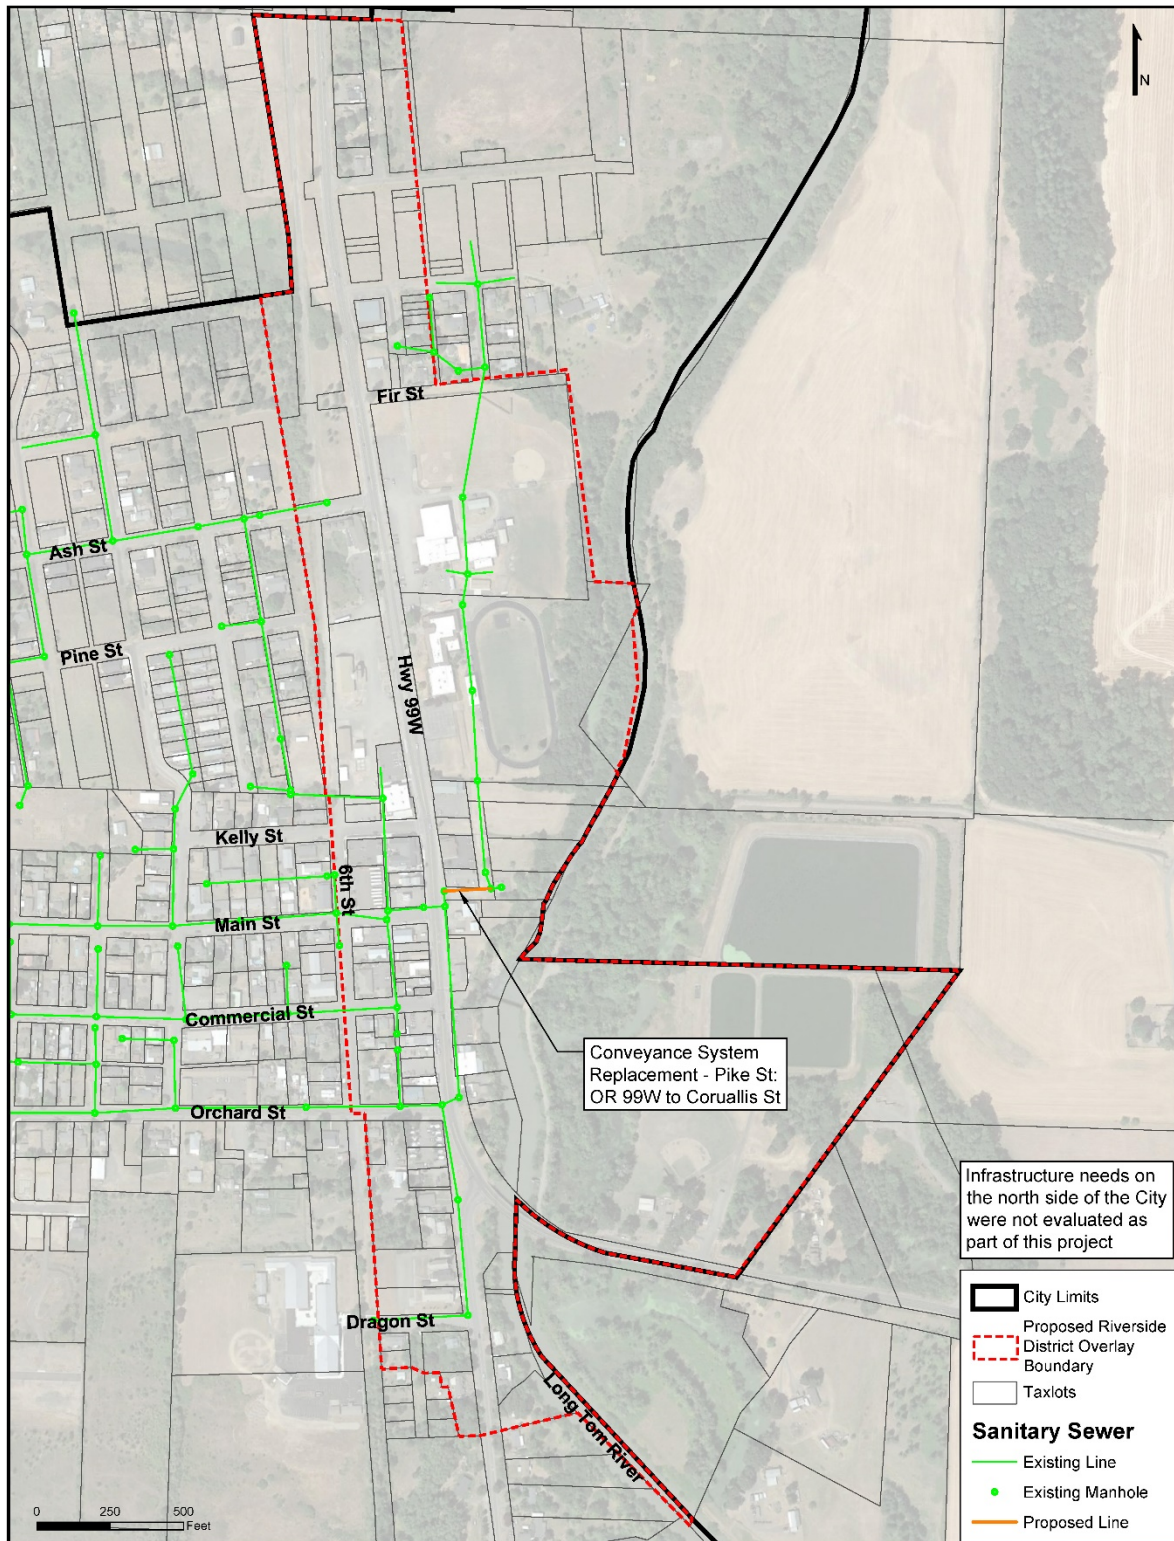 N
Fir St
Ash St
Pine St
Hwy 99W
Kelly St
6th St
Main St
Commercial St
Conveyance System
Replacement - Pike St:
OR 99W to Coruallis St
Orchard St
Infrastructure needs on
the north side of the City
were not evaluated as
part of this project
Dragon St
Long Tom River
City Limits
Proposed Riverside
District Overlay
Boundary
Taxlots
Sanitary Sewer
Existing Line
Existing Manhole
Proposed Line
0 250 500
Feet